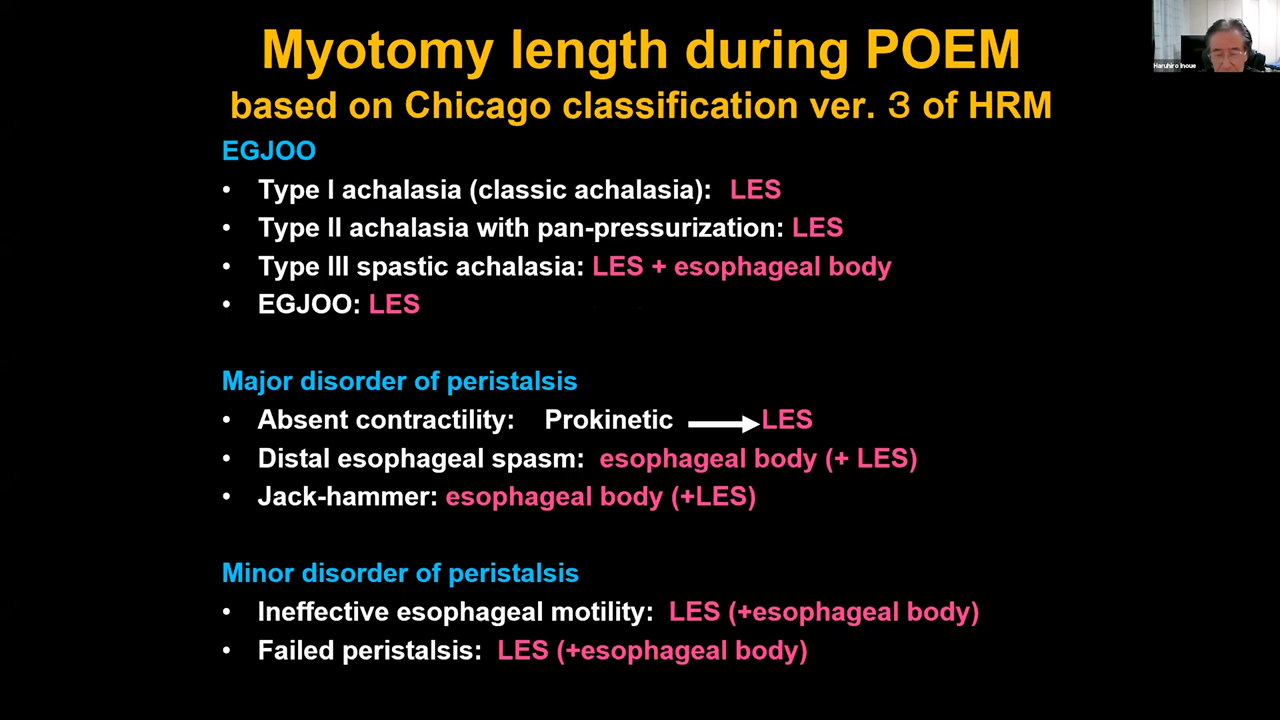 Myotomy length during POEM
based on Chicago classification ver. 3 of HRM
Haruhiro Inoue
EGJOO
• Type I achalasia (classic achalasia): LES
• Type II achalasia with pan-pressurization: LES
• Type III spastic achalasia: LES + esophageal body
• EGJOO: LES
Major disorder of peristalsis
• Absent contractility: Prokinetic → LES
• Distal esophageal spasm: esophageal body (+ LES)
• Jack-hammer: esophageal body (+LES)
Minor disorder of peristalsis
• Ineffective esophageal motility: LES (+esophageal body)
• Failed peristalsis: LES (+esophageal body)